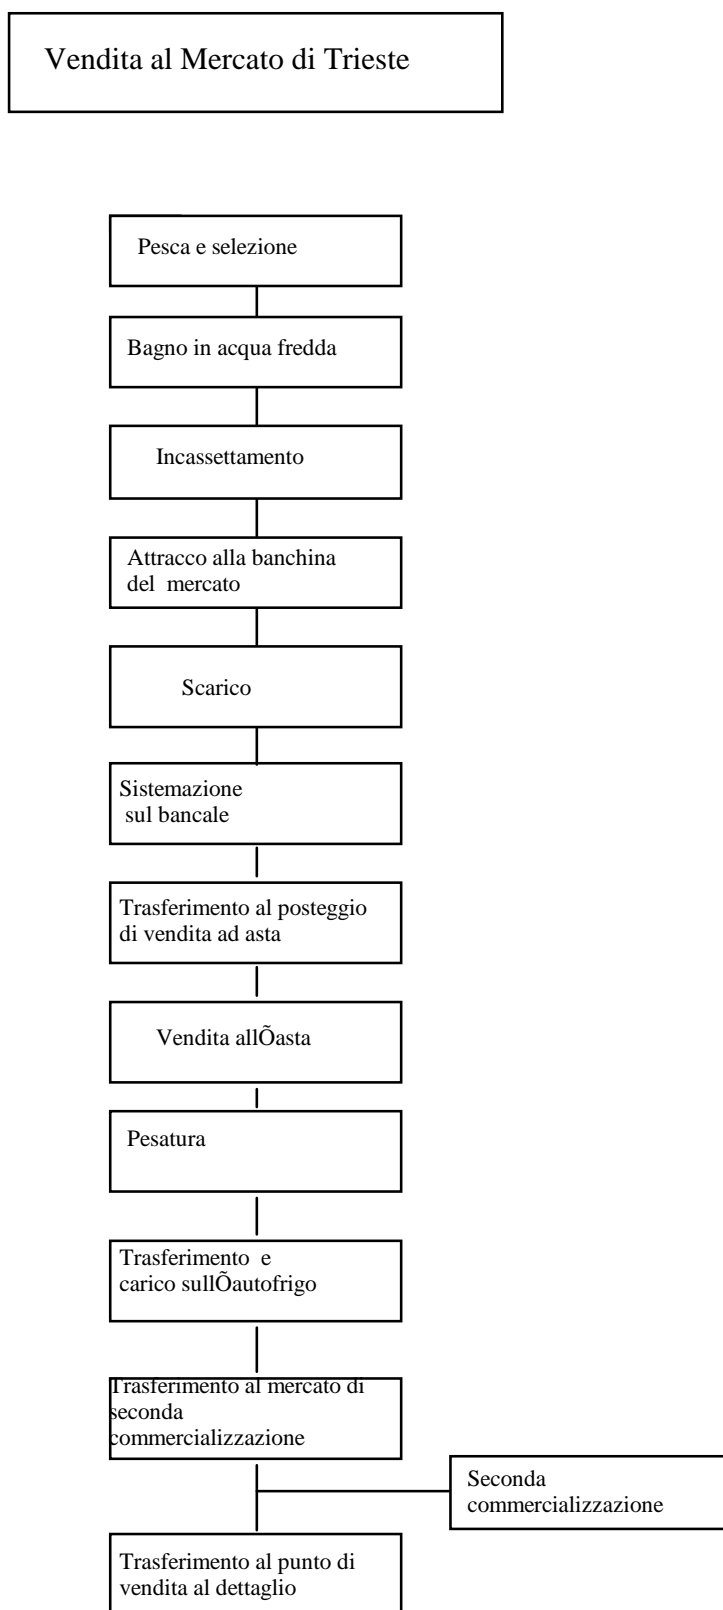 Vendita al Mercato di Trieste
Pesca e selezione
Bagno in acqua fredda
Incassettamento
Attracco alla banchina
del mercato
Scarico
Sistemazione
sul bancale
Trasferimento al posteggio
di vendita ad asta
Vendita allÕasta
Pesatura
Trasferimento e
carico sullÕautofrigo
Trasferimento al mercato di
seconda
commercializzazione
Seconda
commercializzazione
Trasferimento al punto di
vendita al dettaglio